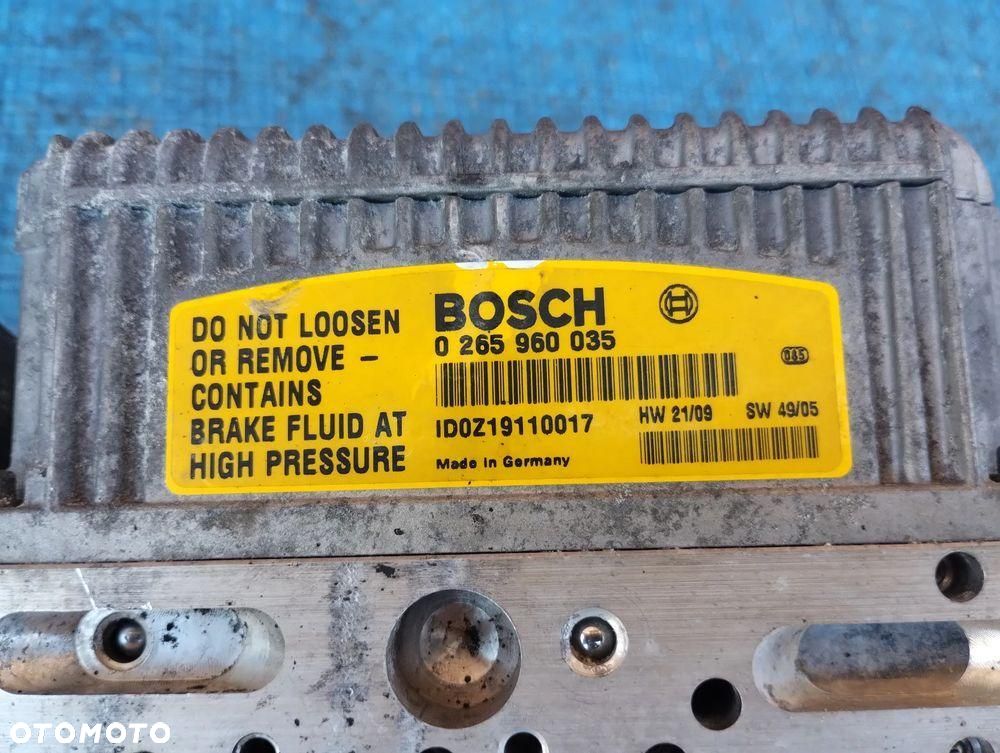 DO NOT LOOSEN
OR REMOVE –
CONTAINS
BRAKE FLUID AT
HIGH PRESSURE
BOSCH
0 265 960 035
ID0Z19110017
Made in Germany
HW 21/09 SW 49/05
OTOMOTO
OTOMOTO